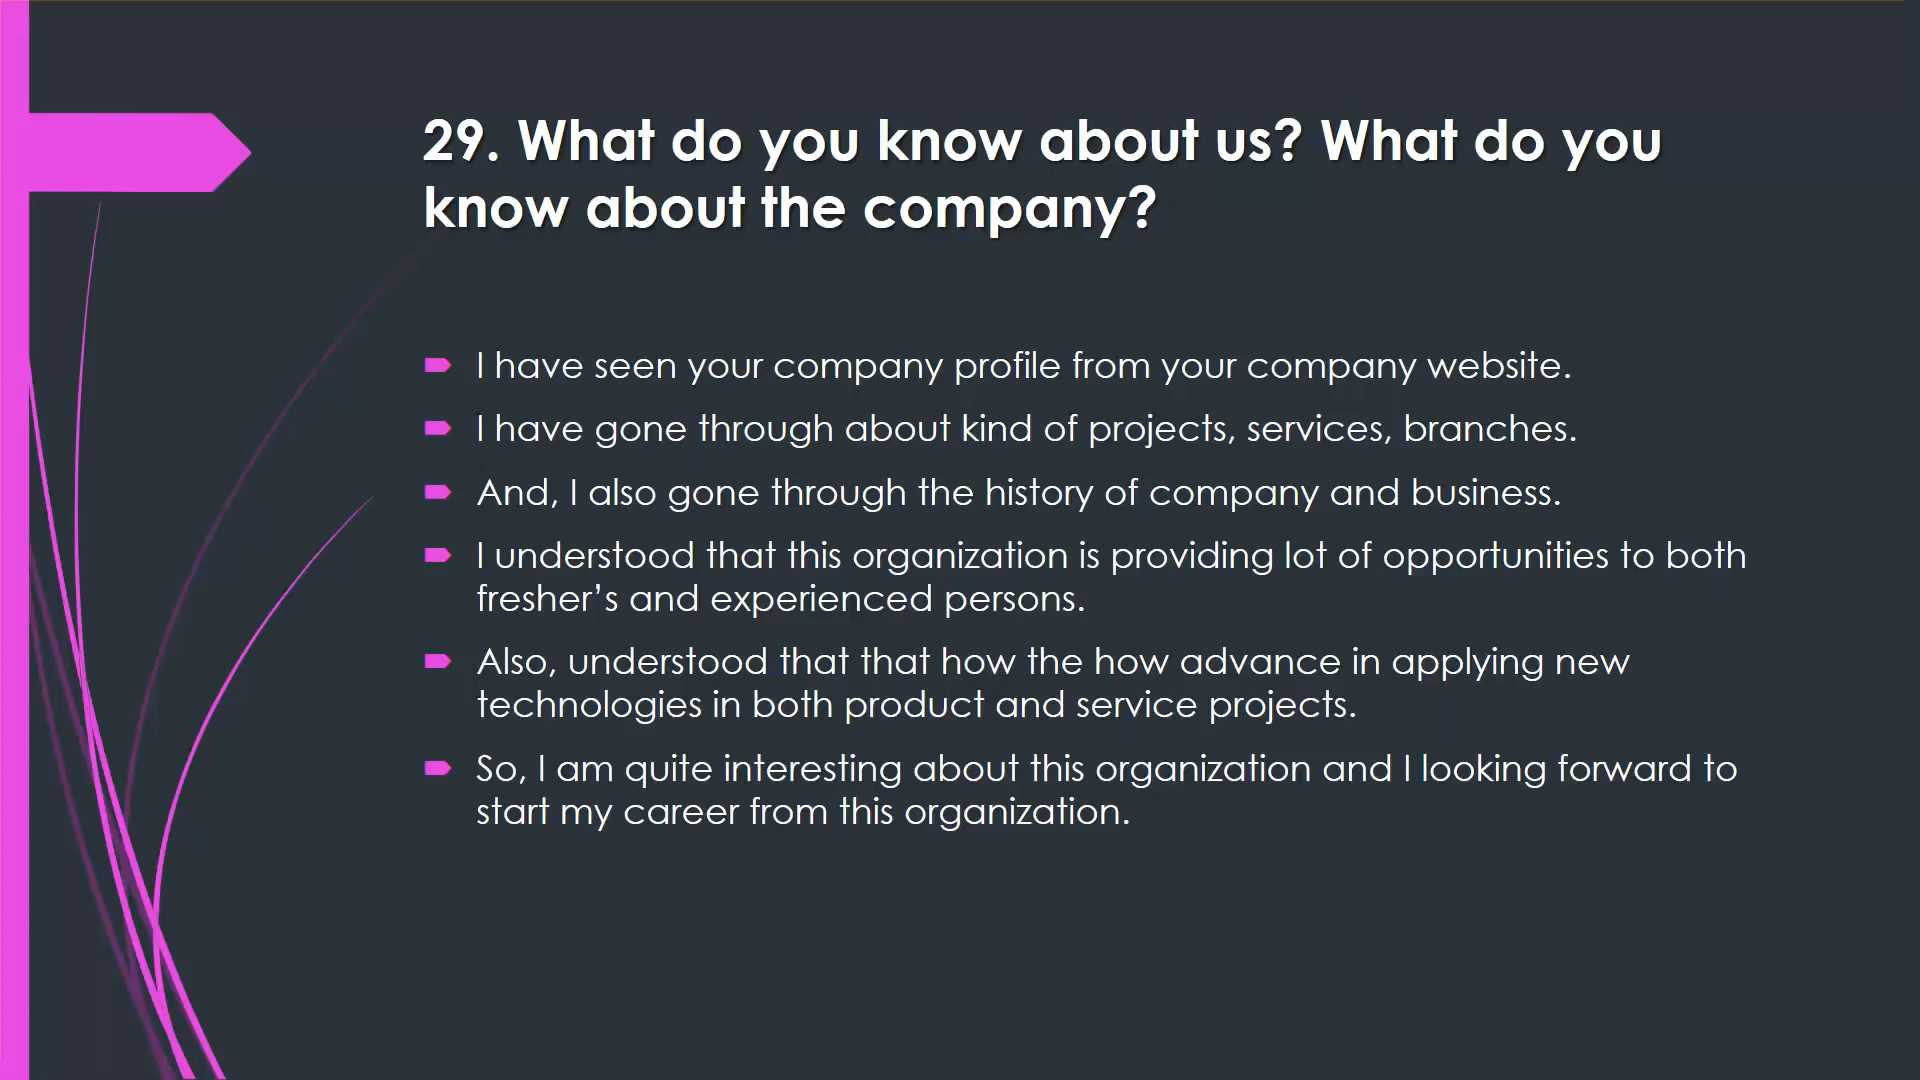 29. What do you know about us? What do you
know about the company?
I have seen your company profile from your company website.
I have gone through about kind of projects, services, branches.
And, I also gone through the history of company and business.
I understood that this organization is providing lot of opportunities to both
fresher’s and experienced persons.
Also, understood that that how the how advance in applying new
technologies in both product and service projects.
So, I am quite interesting about this organization and I looking forward to
start my career from this organization.